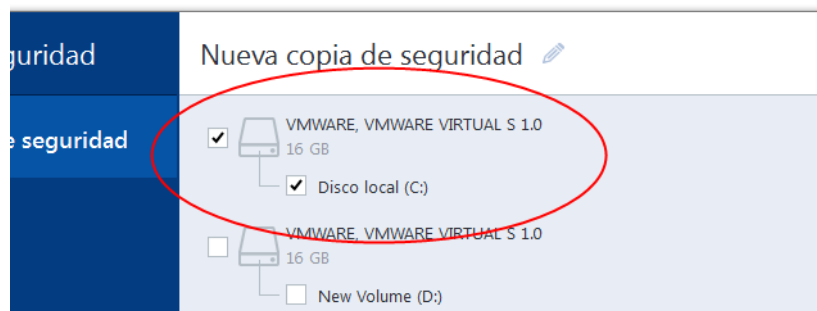 guridad
Nueva copia de seguridad
e seguridad
VMWARE, VMWARE VIRTUAL S 1.0
16 GB
Disco local (C:)
VMWARE, VMWARE VIRTUAL S 1.0
16 GB
New Volume (D:)